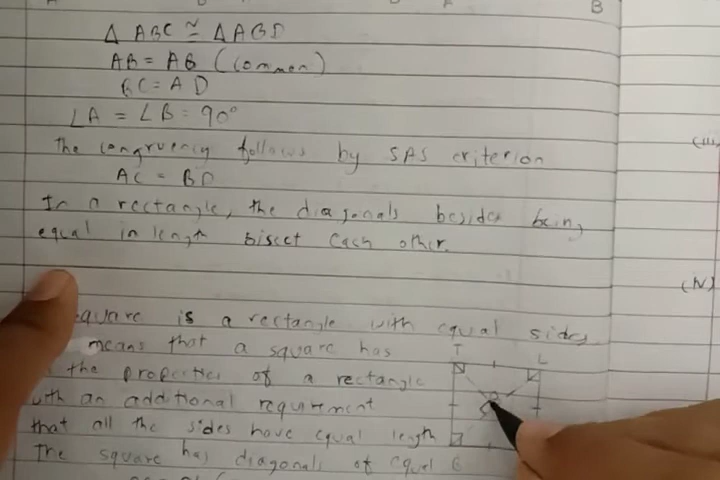 B
Δ ABC ≅ Δ ABD
AB = AB (common)
BC = AD
∠A = ∠B = 90°
The congruency follows by SAS criterion
AC = BD
In a rectangle, the diagonals besides being
equal in length bisect each other.
(III)
(IV)
square is a rectangle with equal sides.
means that a square has
the properties of a rectangle
with an additional requirement
that all the sides have equal length
The square has diagonals of equal
T L